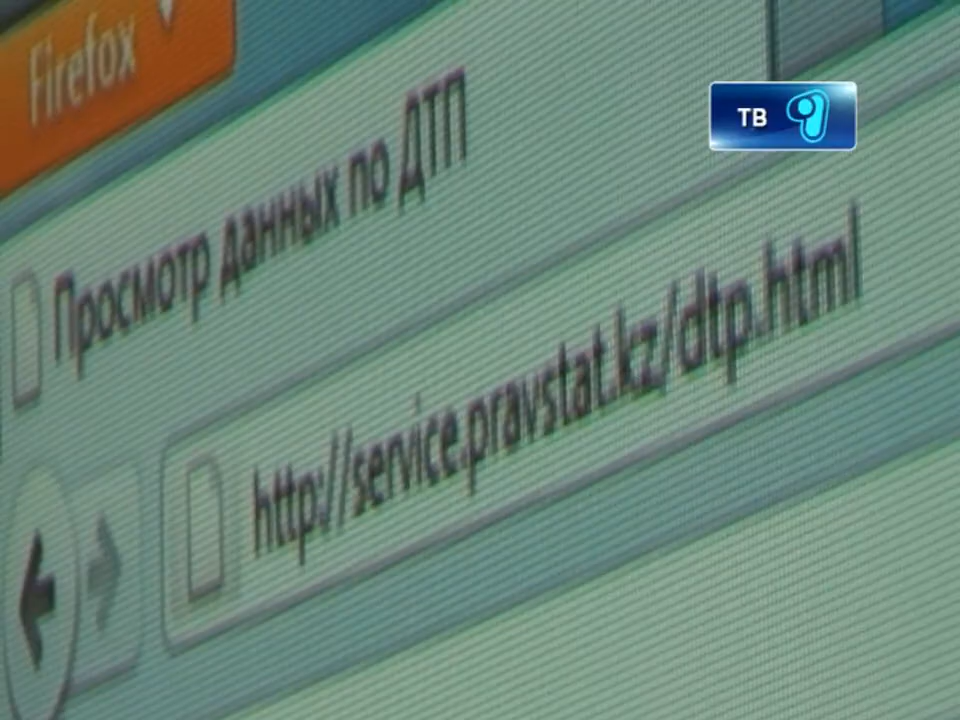 Firefox
ТВ
Просмотр данных по ДТП
http://service.pravstat.kz/dtp.html